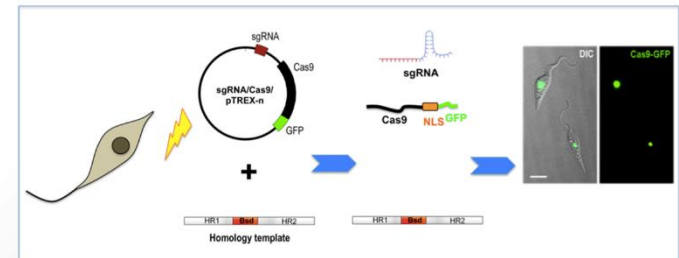 sgRNA
Cas9
sgRNA/Cas9/
pTREX-n
GFP
+
HR1 Bsd HR2
Homology template
sgRNA
Cas9 NLS GFP
HR1 Bsd HR2
DIC
Cas9-GFP